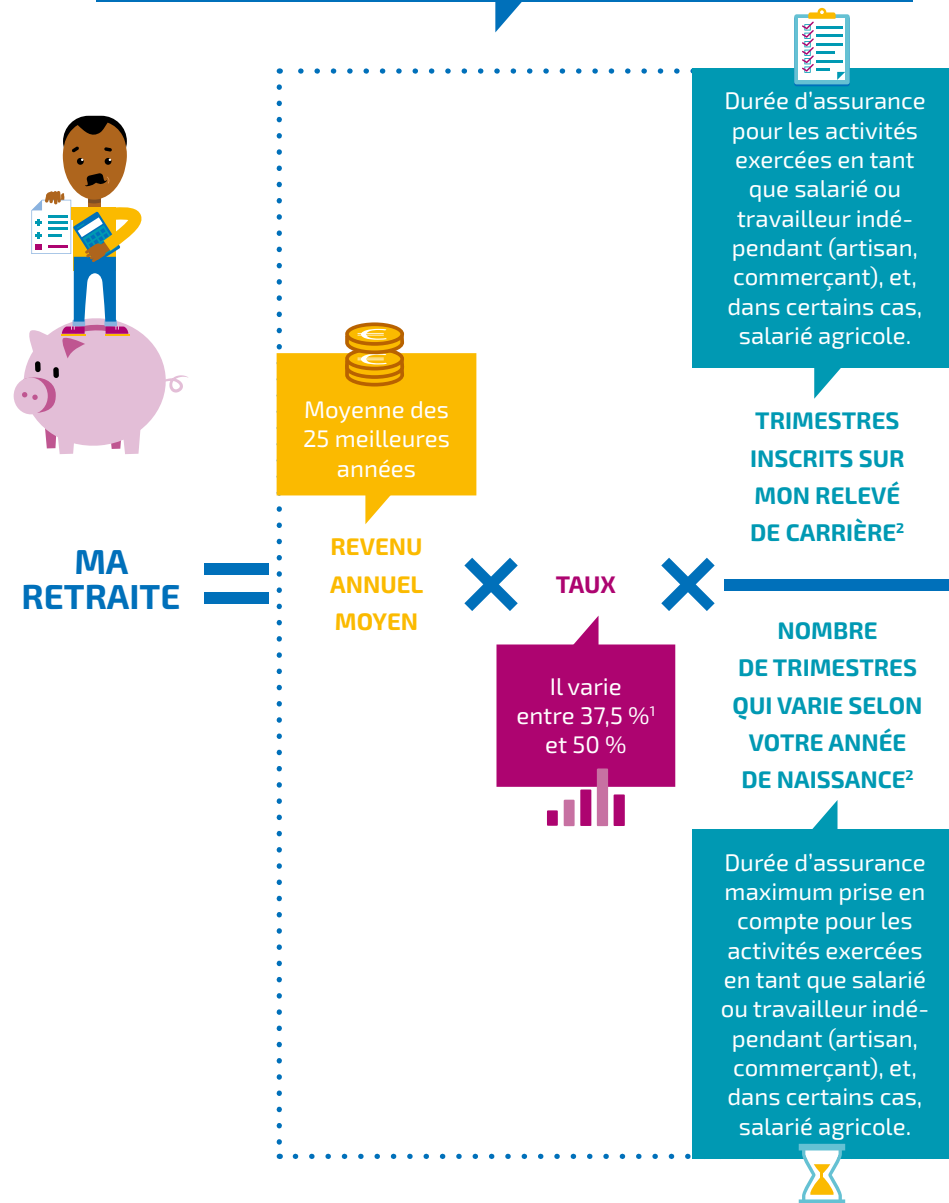 Durée d'assurance
pour les activités
exercées en tant
que salarié ou
travailleur indé-
pendant (artisan,
commerçant), et,
dans certains cas,
salarié agricole.
Moyenne des
25 meilleures
années
TRIMESTRES
INSCRITS SUR
MON RELEVÉ
DE CARRIÈRE²
MA
RETRAITE
=
REVENU
ANNUEL
MOYEN
×
TAUX
×
NOMBRE
DE TRIMESTRES
QUI VARIE SELON
VOTRE ANNÉE
DE NAISSANCE²
Il varie
entre 37,5 %¹
et 50 %
Durée d'assurance
maximum prise en
compte pour les
activités exercées
en tant que salarié
ou travailleur indé-
pendant (artisan,
commerçant), et,
dans certains cas,
salarié agricole.